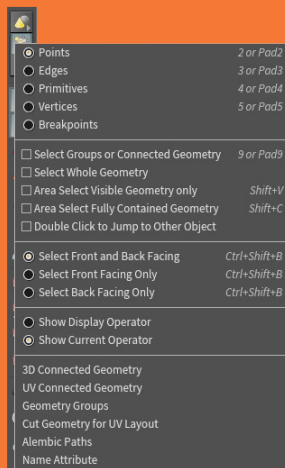 Points 2 or Pad2
Edges 3 or Pad3
Primitives 4 or Pad4
Vertices 5 or Pad5
Breakpoints
Select Groups or Connected Geometry 9 or Pad9
Select Whole Geometry
Area Select Visible Geometry only Shift+V
Area Select Fully Contained Geometry Shift+C
Double Click to Jump to Other Object
Select Front and Back Facing Ctrl+Shift+B
Select Front Facing Only Ctrl+Shift+B
Select Back Facing Only Ctrl+Shift+B
Show Display Operator
Show Current Operator
3D Connected Geometry
UV Connected Geometry
Geometry Groups
Cut Geometry for UV Layout
Alembic Paths
Name Attribute